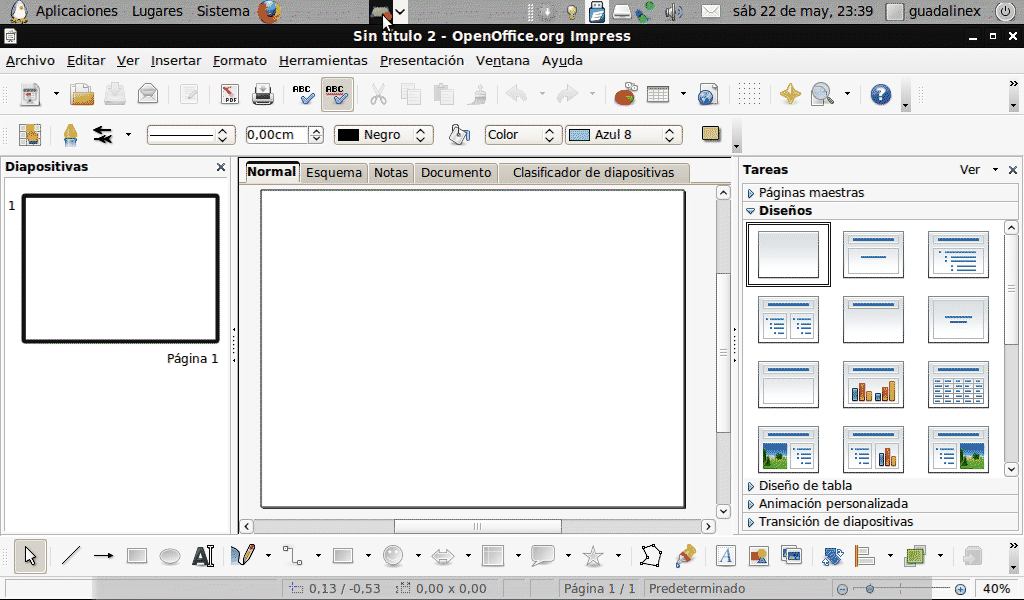 Aplicaciones Lugares Sistema sáb 22 de may, 23:39 guadalinex
Sin título 2 - OpenOffice.org Impress
Archivo Editar Ver Insertar Formato Herramientas Presentación Ventana Ayuda
PDF ABC ABC
0,00cm Negro Color Azul 8
Diapositivas
Normal Esquema Notas Documento Clasificador de diapositivas
Tareas Ver
1
Página 1
Páginas maestras
Diseños
Diseño de tabla
Animación personalizada
Transición de diapositivas
0,13 / -0,53 0,00 x 0,00 Página 1 / 1 Predeterminado 40%